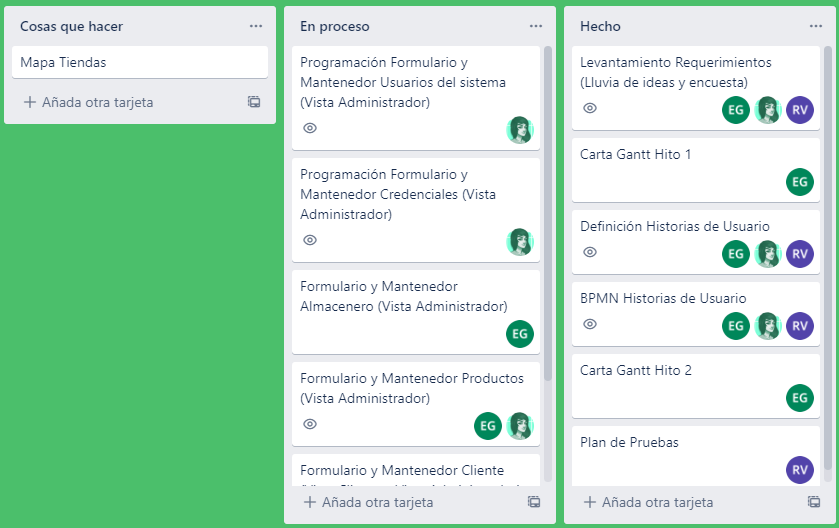 Cosas que hacer
Mapa Tiendas
Añada otra tarjeta
En proceso
Programación Formulario y
Mantenedor Usuarios del sistema
(Vista Administrador)
Programación Formulario y
Mantenedor Credenciales (Vista
Administrador)
Formulario y Mantenedor
Almacenero (Vista Administrador)
EG
Formulario y Mantenedor Productos
(Vista Administrador)
EG
Formulario y Mantenedor Cliente
Añada otra tarjeta
Hecho
Levantamiento Requerimientos
(Lluvia de ideas y encuesta)
EG RV
Carta Gantt Hito 1
EG
Definición Historias de Usuario
EG RV
BPMN Historias de Usuario
EG RV
Carta Gantt Hito 2
EG
Plan de Pruebas
RV
Añada otra tarjeta